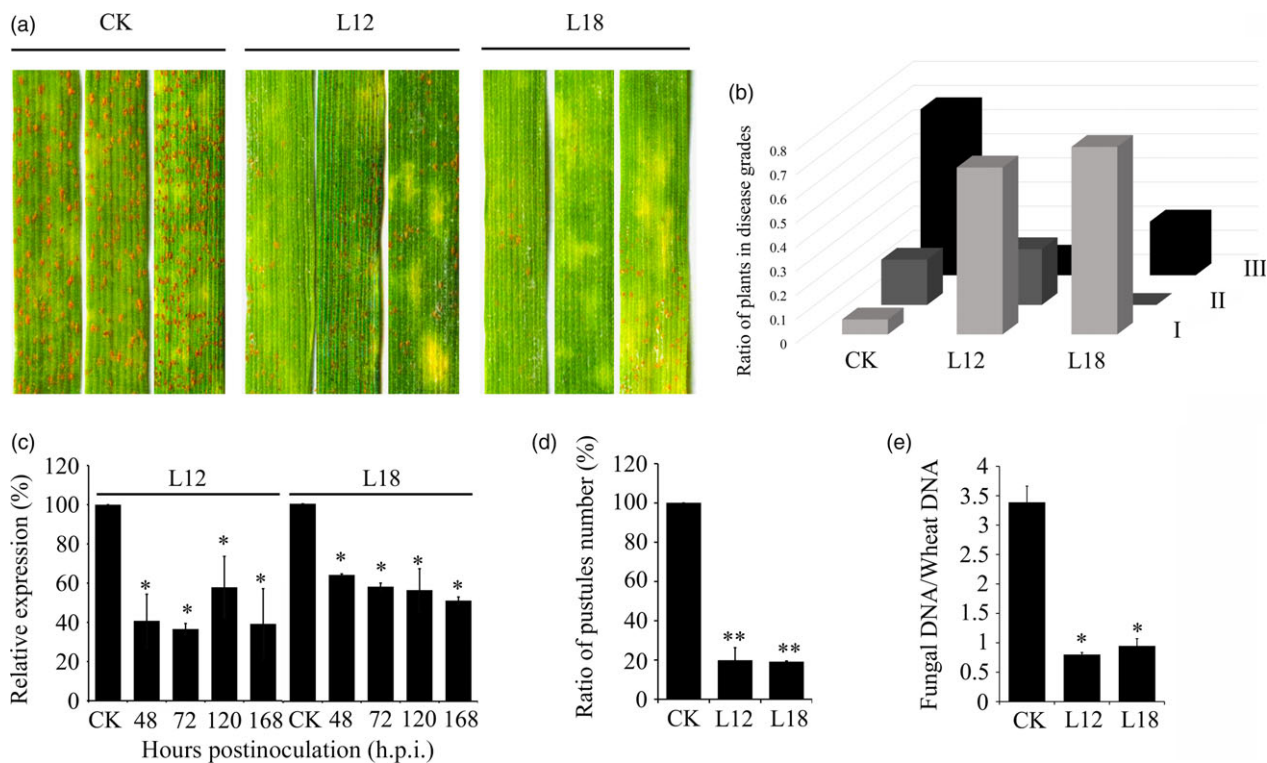 (a)
CK
L12
L18
(b)
Ratio of plants in disease grades
0.8
0.7
0.6
0.5
0.4
0.3
0.2
0.1
0
CK
L12
L18
I
II
III
(c)
Relative expression (%)
120
100
80
60
40
20
0
L12
L18
* * * * * * * *
CK 48 72 120 168 CK 48 72 120 168
Hours postinoculation (h.p.i.)
(d)
Ratio of pustules number (%)
120
100
80
60
40
20
0
** **
CK L12 L18
(e)
Fungal DNA/Wheat DNA
4
3.5
3
2.5
2
1.5
1
0.5
0
* *
CK L12 L18